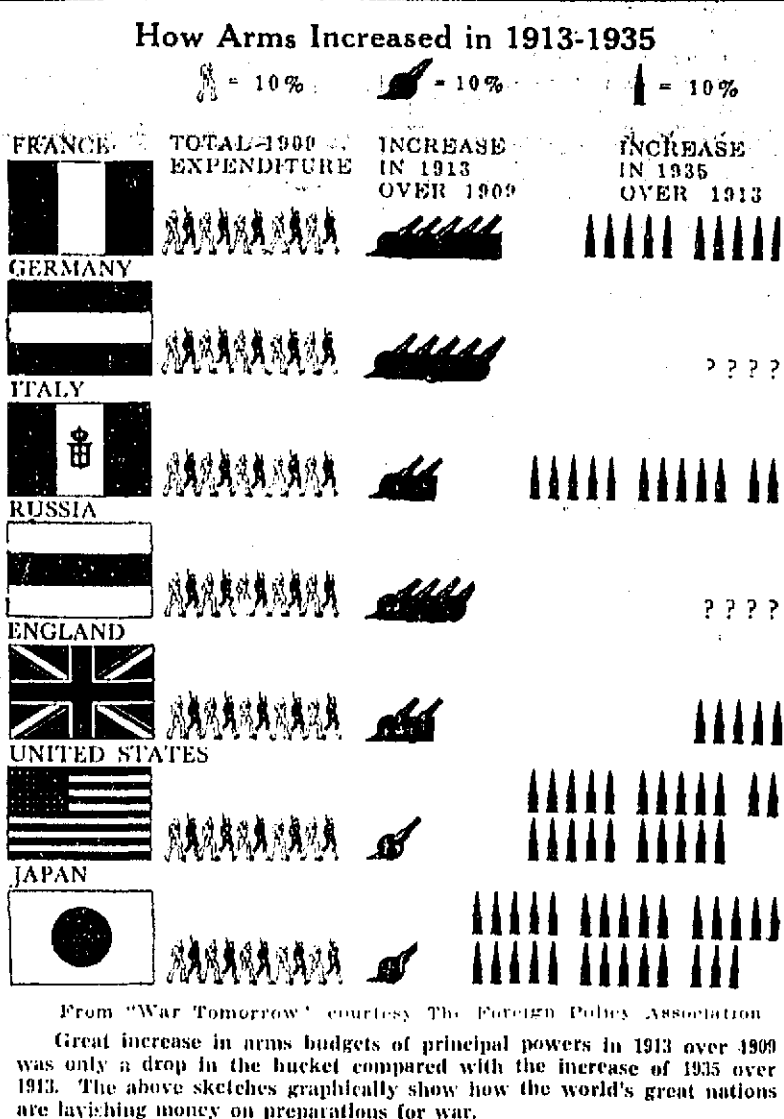 How Arms Increased in 1913-1935
= 10%
= 10%
= 10%
FRANCE
TOTAL 1909
EXPENDITURE
INCREASE
IN 1913
OVER 1909
INCREASE
IN 1935
OVER 1913
GERMANY
? ? ? ?
ITALY
RUSSIA
? ? ? ?
ENGLAND
UNITED STATES
JAPAN
From "War Tomorrow" courtesy The Foreign Policy Association
Great increase in arms budgets of principal powers in 1913 over 1909
was only a drop in the bucket compared with the increase of 1935 over
1913. The above sketches graphically show how the world's great nations
are lavishing money on preparations for war.